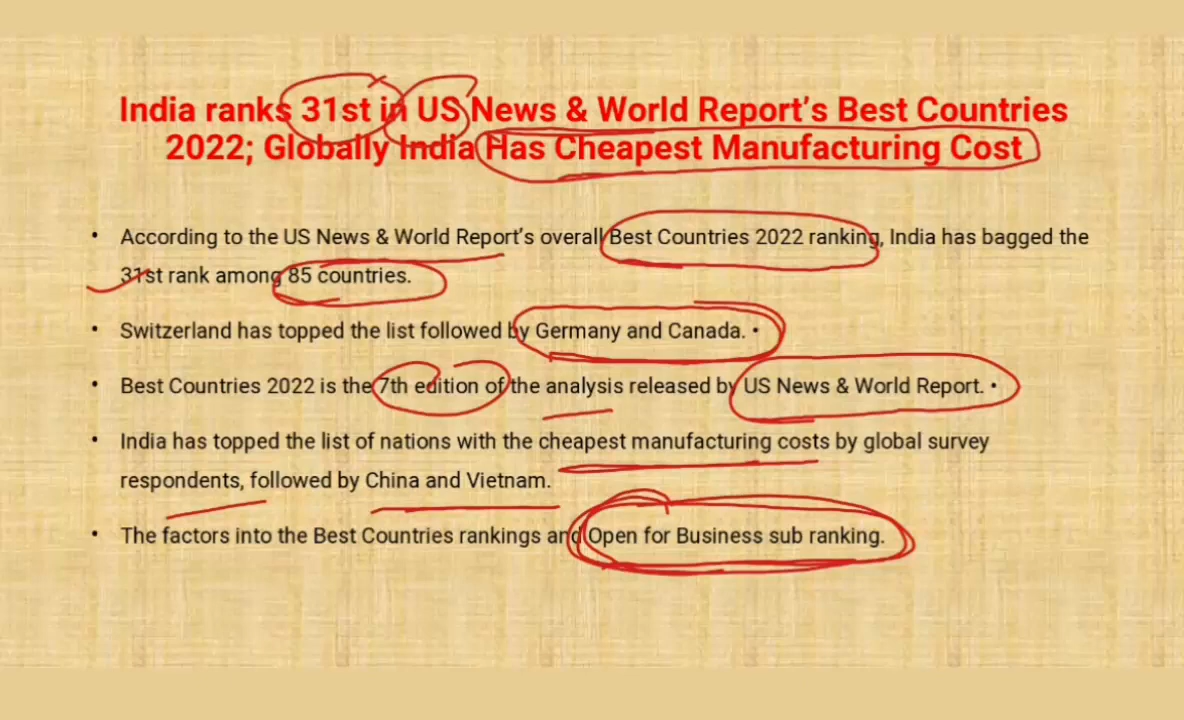 India ranks 31st in US News & World Report's Best Countries
2022; Globally India Has Cheapest Manufacturing Cost
• According to the US News & World Report's overall Best Countries 2022 ranking, India has bagged the
31st rank among 85 countries.
• Switzerland has topped the list followed by Germany and Canada. •
• Best Countries 2022 is the 7th edition of the analysis released by US News & World Report. •
• India has topped the list of nations with the cheapest manufacturing costs by global survey
respondents, followed by China and Vietnam.
• The factors into the Best Countries rankings and Open for Business sub ranking.